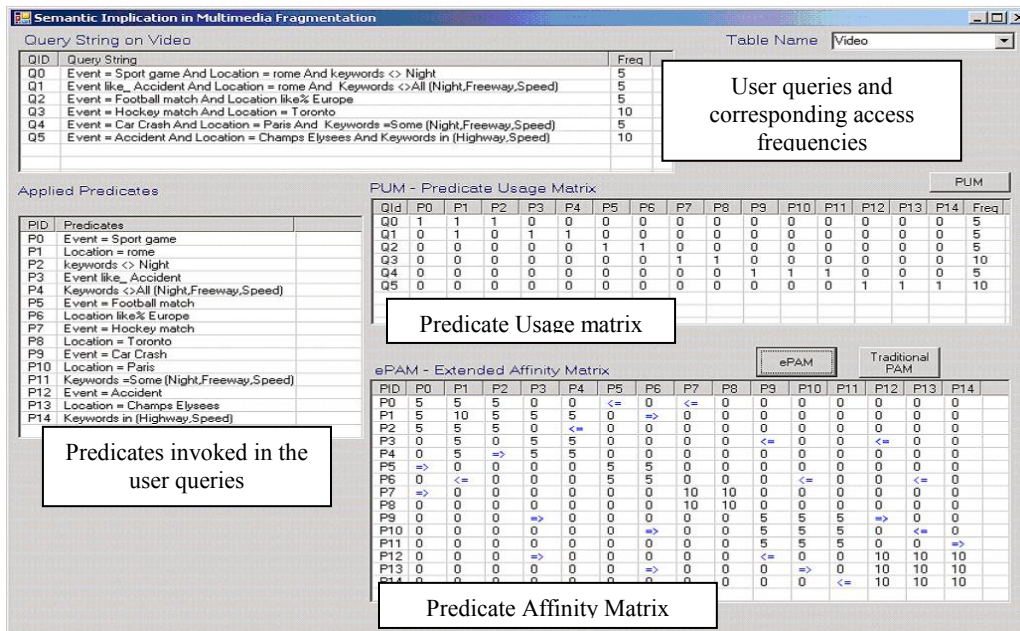 Semantic Implication in Multimedia Fragmentation
Query String on Video
Table Name Video
QID Query String Freq
Q0 Event = Sport game And Location = rome And keywords <> Night 5
Q1 Event like_ Accident And Location = rome And Keywords <>All (Night,Freeway,Speed) 5
Q2 Event = Football match And Location like% Europe 5
Q3 Event = Hockey match And Location = Toronto 10
Q4 Event = Car Crash And Location = Paris And Keywords =Some (Night,Freeway,Speed) 5
Q5 Event = Accident And Location = Champs Elysees And Keywords in (Highway,Speed) 10
User queries and
corresponding access
frequencies
Applied Predicates
PID Predicates
P0 Event = Sport game
P1 Location = rome
P2 keywords <> Night
P3 Event like_ Accident
P4 Keywords <>All (Night,Freeway,Speed)
P5 Event = Football match
P6 Location like% Europe
P7 Event = Hockey match
P8 Location = Toronto
P9 Event = Car Crash
P10 Location = Paris
P11 Keywords =Some (Night,Freeway,Speed)
P12 Event = Accident
P13 Location = Champs Elysees
P14 Keywords in (Highway,Speed)
Predicates invoked in the
user queries
PUM - Predicate Usage Matrix
PUM
QId P0 P1 P2 P3 P4 P5 P6 P7 P8 P9 P10 P11 P12 P13 P14 Freq
Q0 1 1 1 0 0 0 0 0 0 0 0 0 0 0 0 5
Q1 0 1 0 1 1 0 0 0 0 0 0 0 0 0 0 5
Q2 0 0 0 0 0 1 1 0 0 0 0 0 0 0 0 5
Q3 0 0 0 0 0 0 0 1 1 0 0 0 0 0 0 10
Q4 0 0 0 0 0 0 0 0 0 1 1 1 0 0 0 5
Q5 0 0 0 0 0 0 0 0 0 0 0 0 1 1 1 10
Predicate Usage matrix
ePAM - Extended Affinity Matrix
ePAM
Traditional
PAM
PID P0 P1 P2 P3 P4 P5 P6 P7 P8 P9 P10 P11 P12 P13 P14
P0 5 5 5 0 0 <= 0 <= 0 0 0 0 0 0 0
P1 5 10 5 5 5 0 => 0 0 0 0 0 0 0 0
P2 5 5 5 0 <= 0 0 0 0 0 0 0 0 0 0
P3 0 5 0 5 5 0 0 0 0 <= 0 0 <= 0 0
P4 0 5 => 5 5 0 0 0 0 0 0 0 0 0 0
P5 => 0 0 0 0 5 5 0 0 0 0 0 0 0 0
P6 0 <= 0 0 0 5 5 0 0 0 <= 0 0 <= 0
P7 => 0 0 0 0 0 0 10 10 0 0 0 0 0 0
P8 0 0 0 0 0 0 0 10 10 0 0 0 0 0 0
P9 0 0 0 => 0 0 0 0 0 5 5 5 => 0 0
P10 0 0 0 0 0 0 => 0 0 5 5 5 0 <= 0
P11 0 0 0 0 0 0 0 0 0 5 5 5 0 0 =>
P12 0 0 0 => 0 0 0 0 0 <= 0 0 10 10 10
P13 0 0 0 0 0 0 => 0 0 0 => 0 10 10 10
P14 0 0 0 <= 10 10 10
Predicate Affinity Matrix